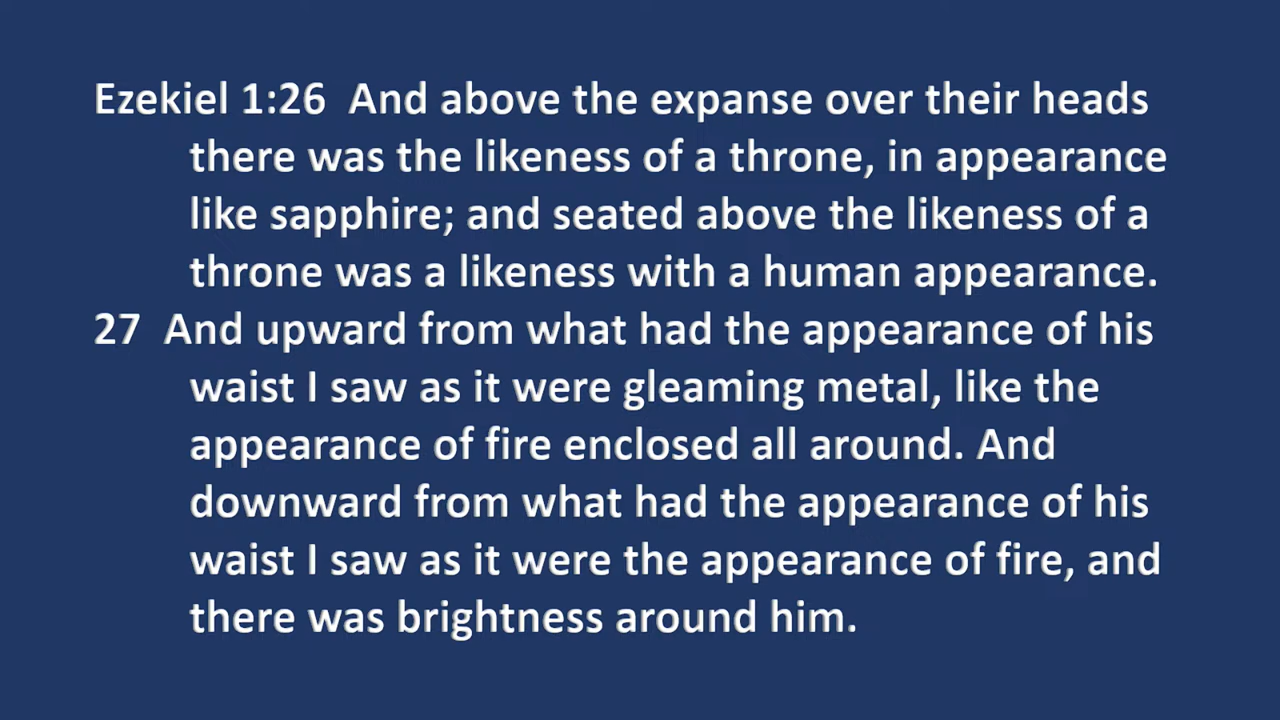 Ezekiel 1:26  And above the expanse over their heads
there was the likeness of a throne, in appearance
like sapphire; and seated above the likeness of a
throne was a likeness with a human appearance.
27  And upward from what had the appearance of his
waist I saw as it were gleaming metal, like the
appearance of fire enclosed all around. And
downward from what had the appearance of his
waist I saw as it were the appearance of fire, and
there was brightness around him.